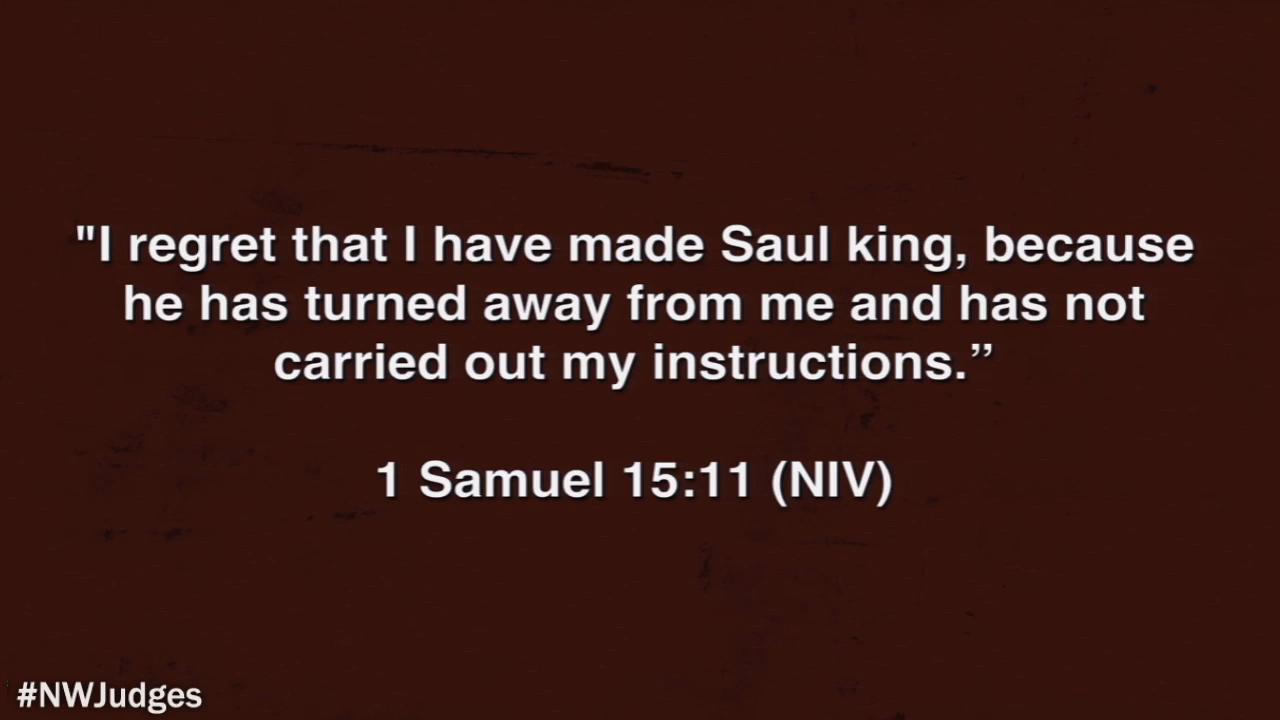 "I regret that I have made Saul king, because
he has turned away from me and has not
carried out my instructions.”
1 Samuel 15:11 (NIV)
#NWJudges